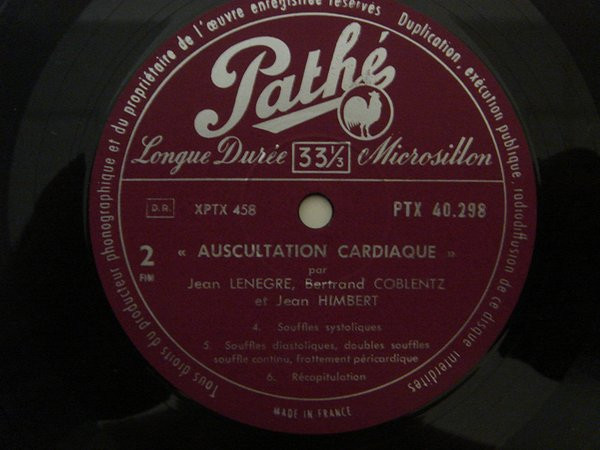 Tous droits du producteur phonographique et du propriétaire de l'œuvre enregistrée réservés
Duplication, exécution publique, radiodiffusion de ce disque interdites
Pathé
Longue Durée 33⅓ Microsillon
D.R. XPTX 458 PTX 40.298
2
FIN
« AUSCULTATION CARDIAQUE »
par
Jean LENEGRE, Bertrand COBLENTZ
et Jean HIMBERT
4. Souffles systoliques
5. Souffles diastoliques, doubles souffles
souffle continu, frottement péricardique
6. Récapitulation
MADE IN FRANCE